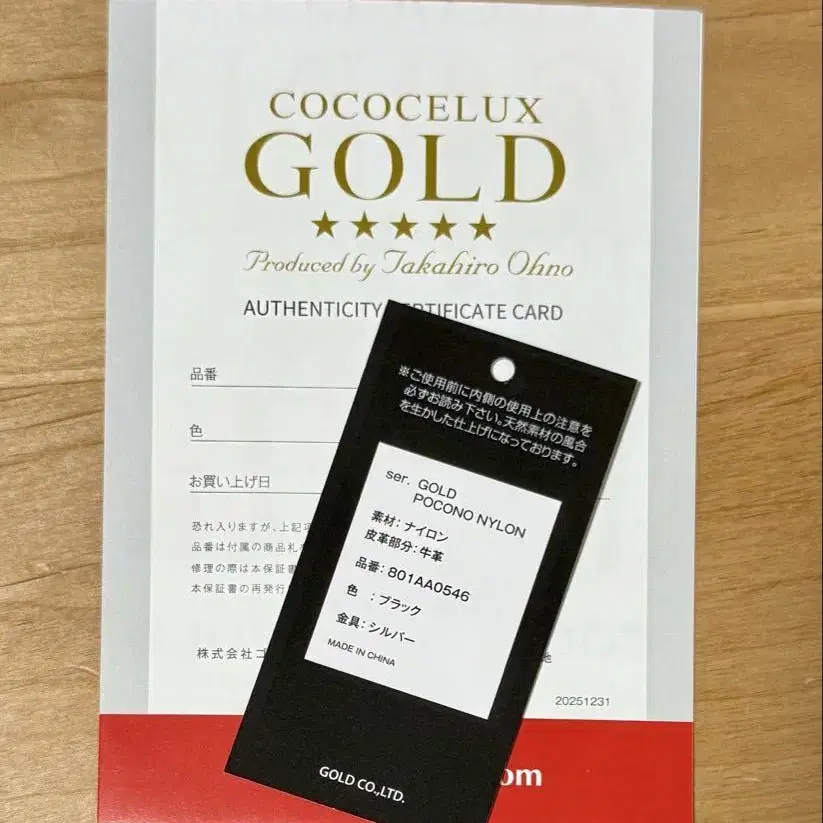 COCOCELUX
GOLD
★★★★★
Produced by Takahiro Ohno
AUTHENTICITY CERTIFICATE CARD
品番
色
お買い上げ日
恐れ入りますが、上記
品番は付属の商品札
修理の際は本保証書
本保証書の再発行
株式会社ゴ
20251231
om
※ご使用前に内側の使用上の注意を
必ずお読み下さい。天然素材の風合
を生かした仕上げになっております。
ser. GOLD
POCONO NYLON
素材：ナイロン
皮革部分：牛革
品番：801AA0546
色　：ブラック
金具：シルバー
MADE IN CHINA
GOLD CO.,LTD.